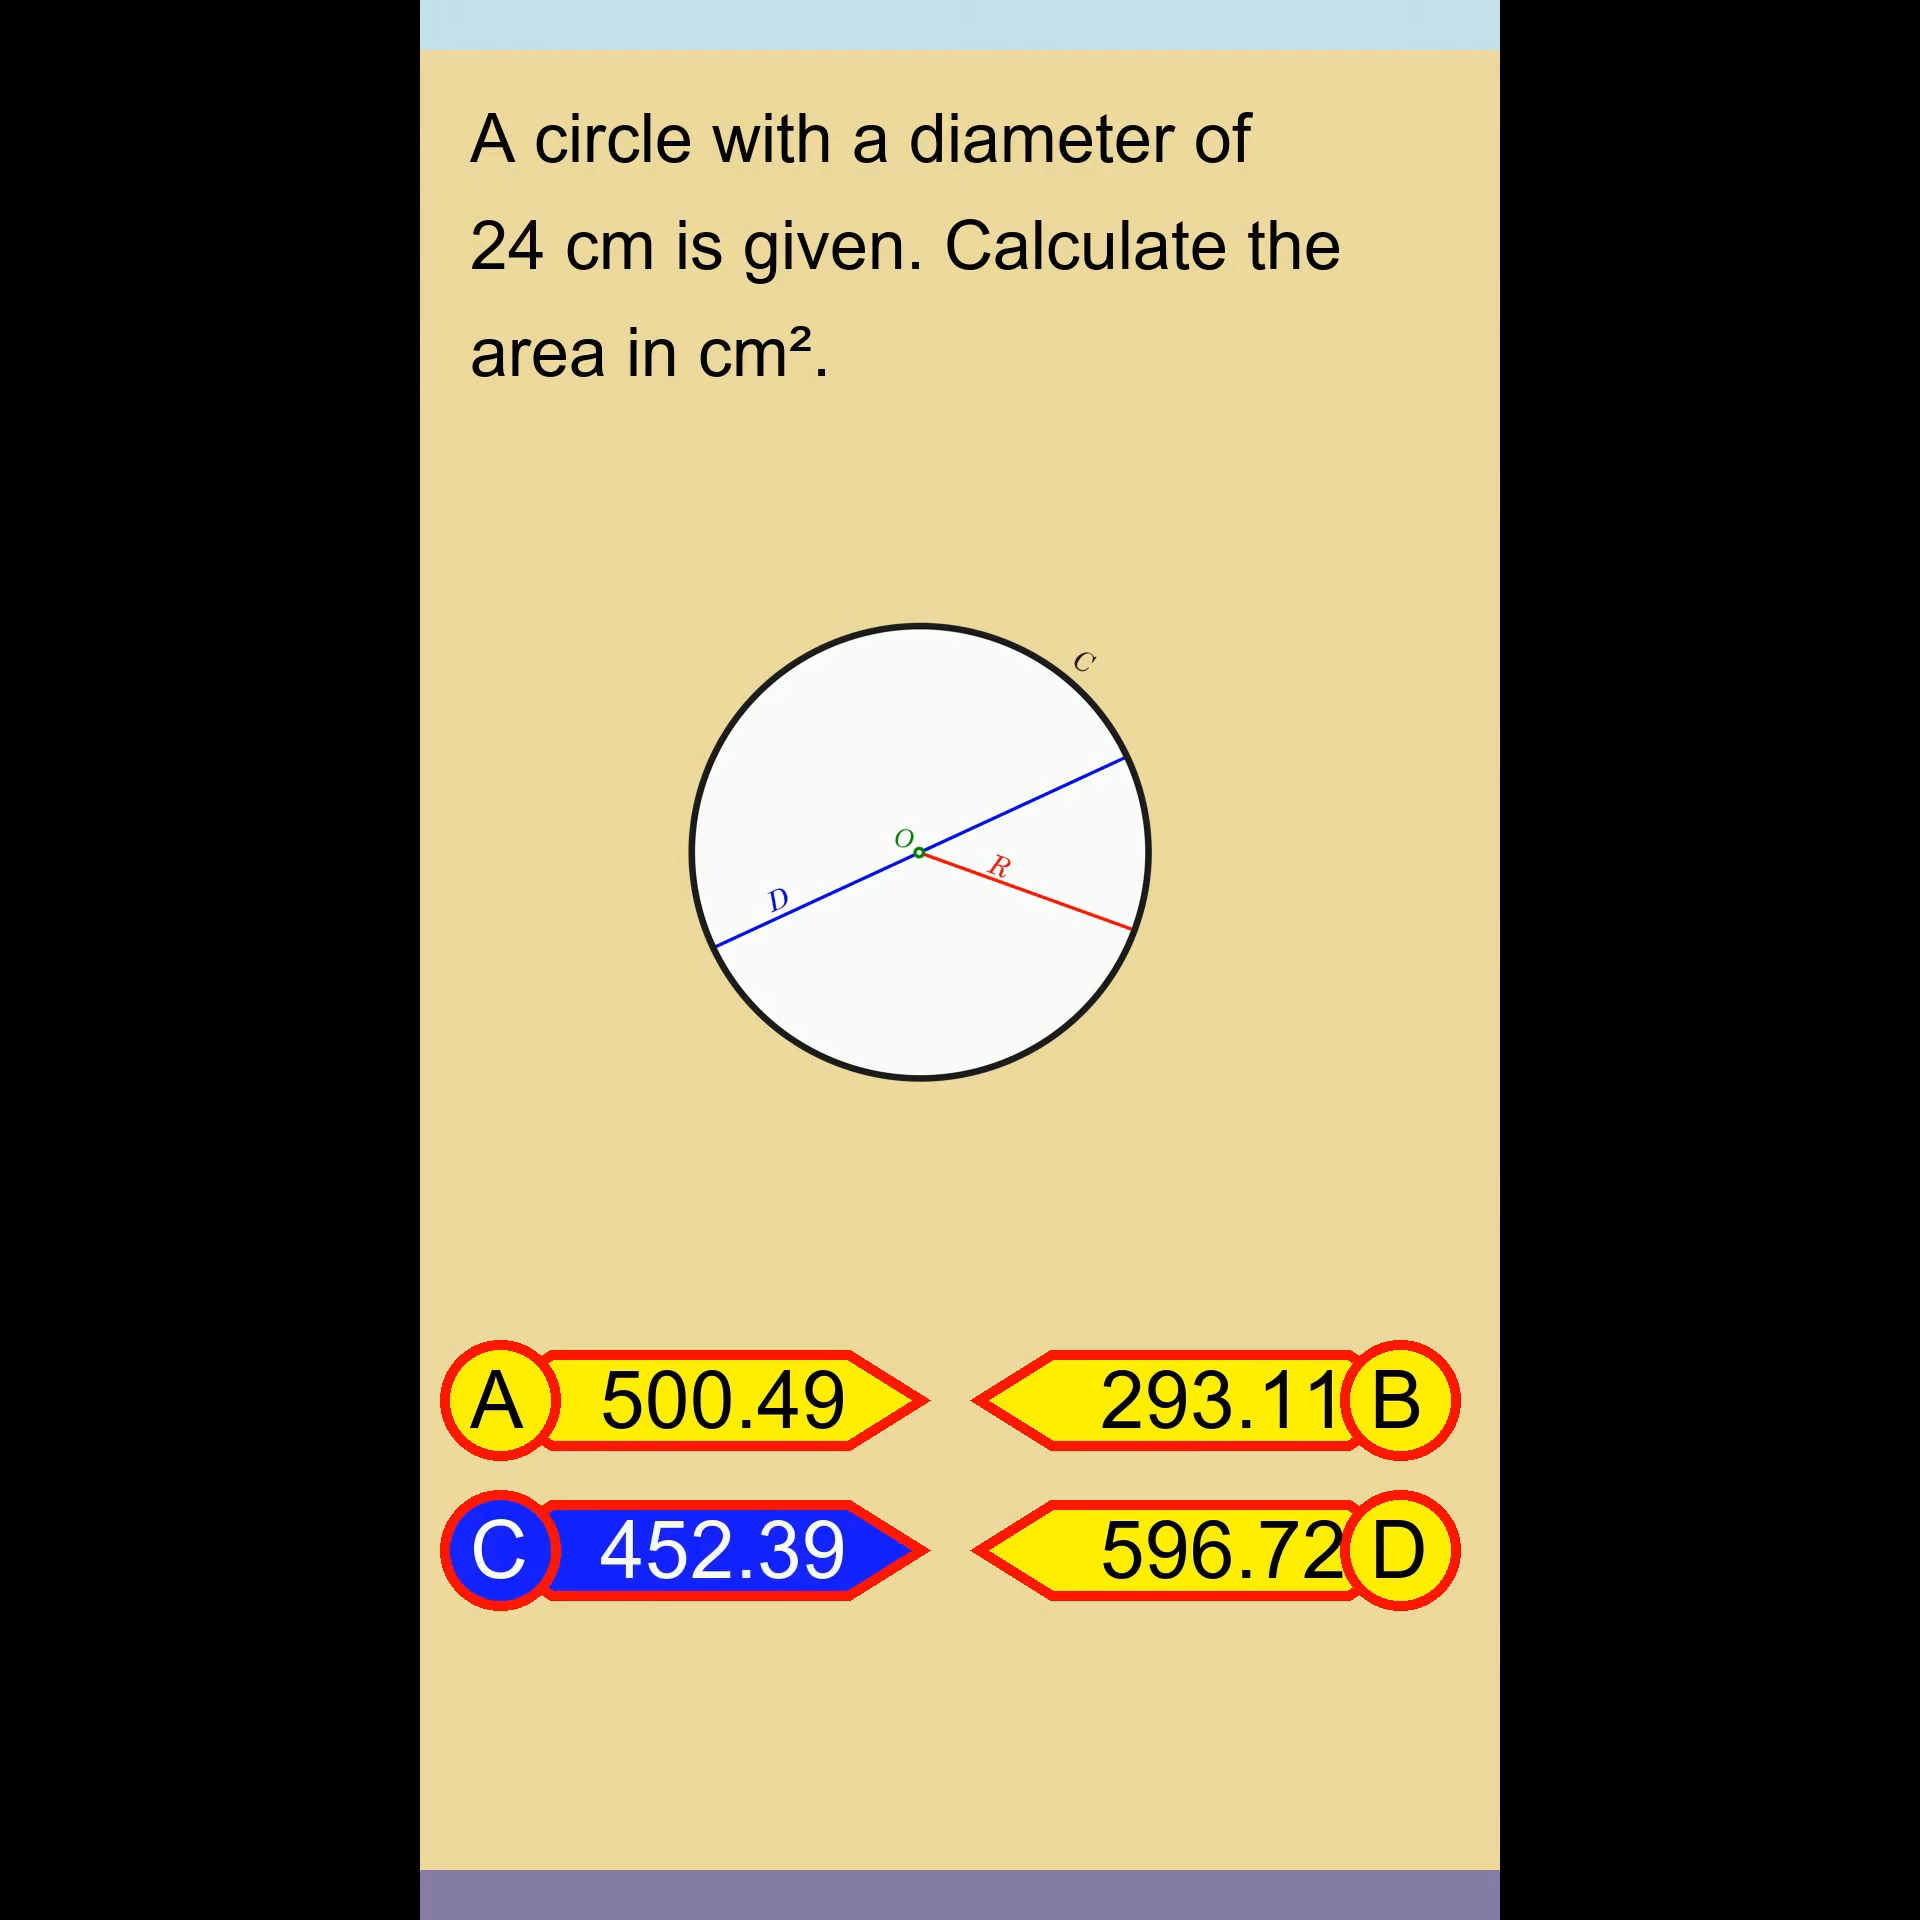 A circle with a diameter of
24 cm is given. Calculate the
area in cm².
C
O
R
D
A 500.49
293.11 B
C 452.39
596.72 D